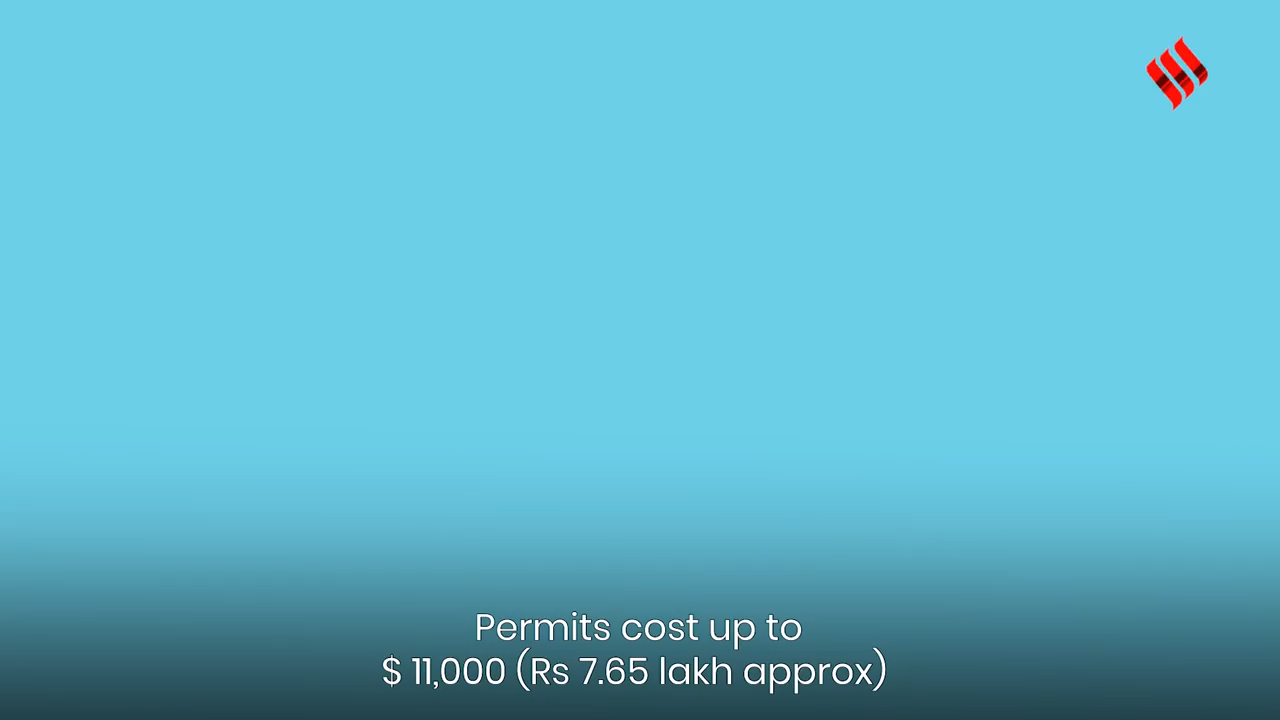 Permits cost up to
$ 11,000 (Rs 7.65 lakh approx)